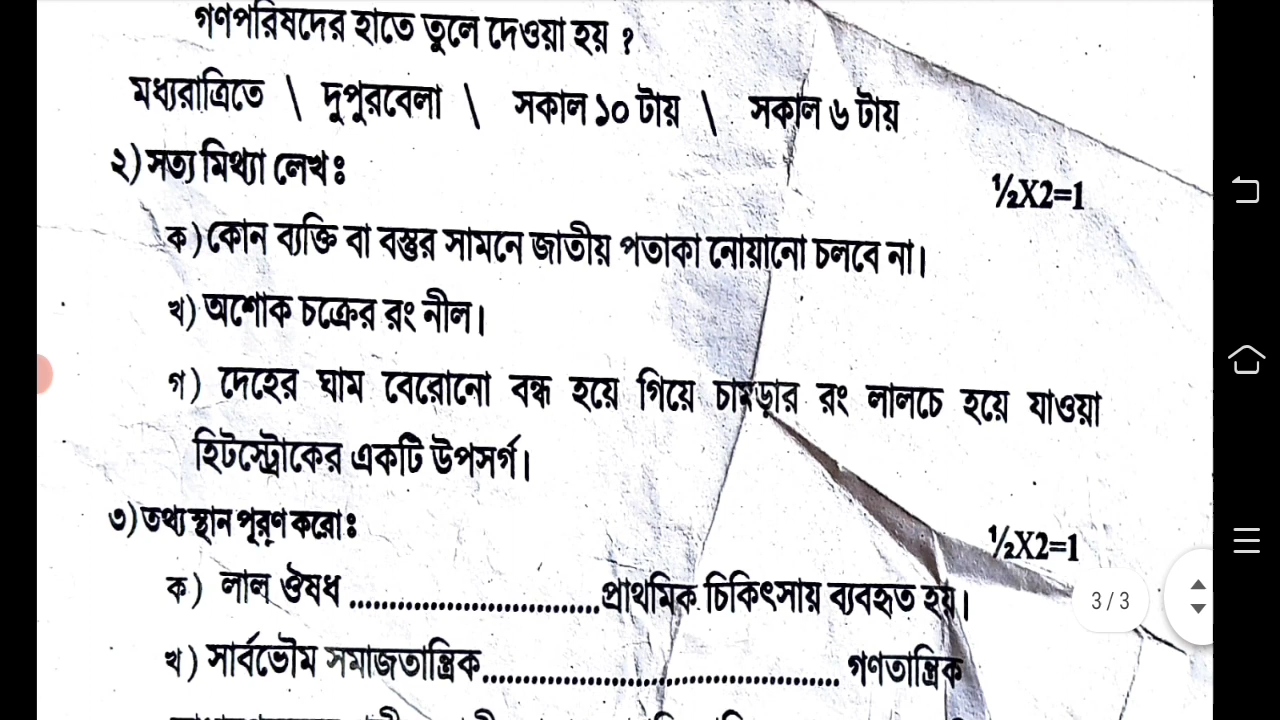 গণপরিষদের হাতে তুলে দেওয়া হয় ?
মধ্যরাত্রিতে \ দুপুরবেলা \ সকাল ১০ টায় \ সকাল ৬ টায়
২) সত্য মিথ্যা লেখঃ
½X2=1
ক) কোন ব্যক্তি বা বস্তুর সামনে জাতীয় পতাকা নোয়ানো চলবে না।
খ) অশোক চক্রের রং নীল।
গ) দেহের ঘাম বেরোনো বন্ধ হয়ে গিয়ে চামড়ার রং লালচে হয়ে যাওয়া
হিটস্ট্রোকের একটি উপসর্গ।
৩) তথ্য স্থান পূরণ করোঃ
½X2=1
ক) লাল ঔষধ ..............................প্রাথমিক চিকিৎসায় ব্যবহৃত হয়।
3 / 3
খ) সার্বভৌম সমাজতান্ত্রিক........................................... গণতান্ত্রিক